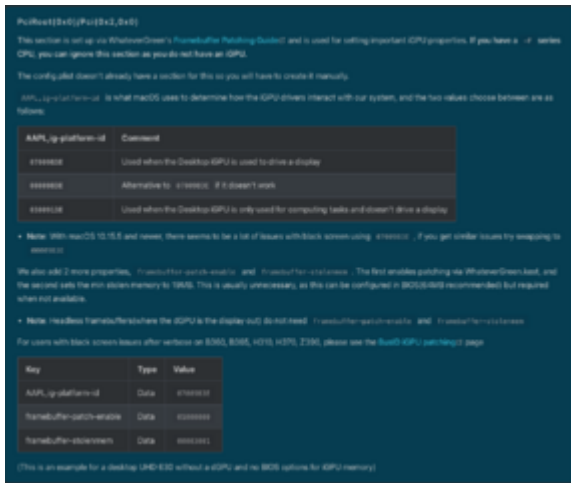 PciRoot(0x0)/Pci(0x2,0x0)
This section is set up via WhateverGreen's Framebuffer Patching Guide and is used for setting important iGPU properties. If you have a -F series
CPU, you can ignore this section as you do not have an iGPU.
The config.plist doesn't already have a section for this so you will have to create it manually.
AAPL,ig-platform-id is what macOS uses to determine how the iGPU drivers interact with our system, and the two values choose between are as
follows:
AAPL,ig-platform-id Comment
Used when the Desktop iGPU is used to drive a display
Alternative to if it doesn't work
Used when the Desktop iGPU is only used for computing tasks and doesn't drive a display
• Note: With macOS 10.15.5 and newer, there seems to be a lot of issues with black screen using , if you get similar issues try swapping to
We also add 2 more properties, framebuffer-patch-enable and framebuffer-stolenmem . The first enables patching via WhateverGreen.kext, and
the second sets the min stolen memory to 19MB. This is usually unnecessary, as this can be configured in BIOS(64MB recommended) but required
when not available.
• Note: Headless framebuffers(where the dGPU is the display out) do not need framebuffer-patch-enable and framebuffer-stolenmem
For users with black screen issues after verbose on B360, B365, H310, H370, Z390, please see the BusID iGPU patching page
Key Type Value
AAPL,ig-platform-id Data
framebuffer-patch-enable Data
framebuffer-stolenmem Data
(This is an example for a desktop UHD 630 without a dGPU and no BIOS options for iGPU memory)